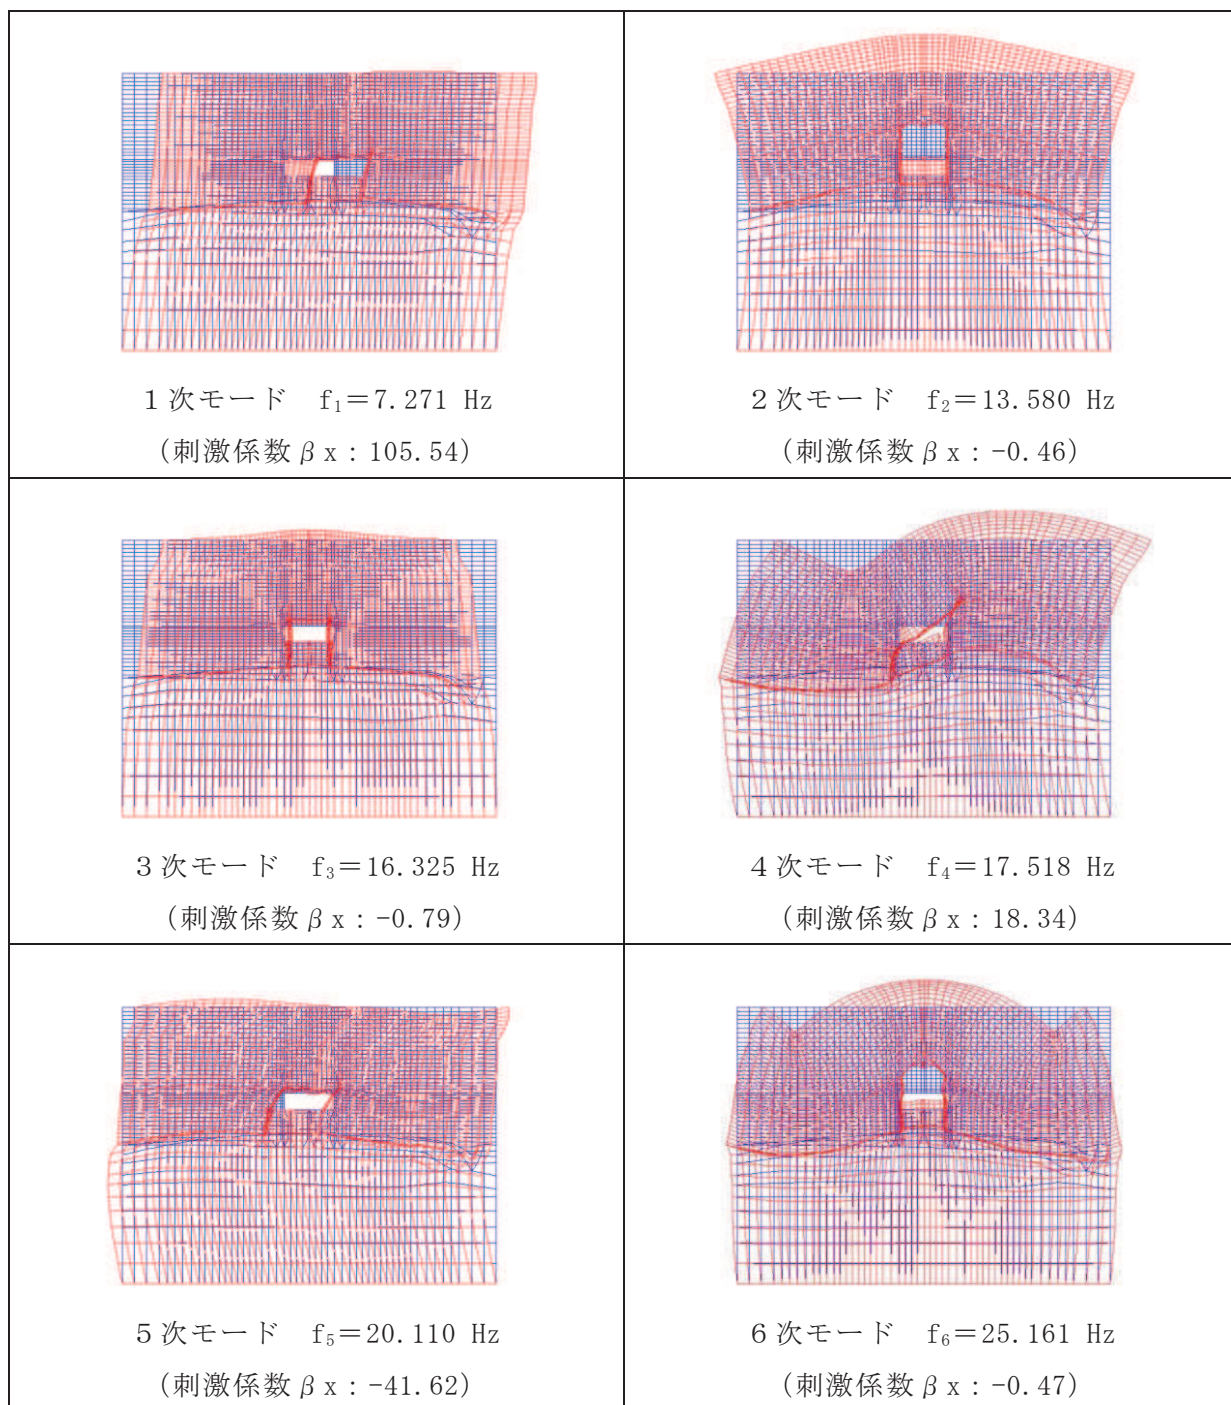 1次モード f₁＝7.271 Hz
(刺激係数βx：105.54)
2次モード f₂＝13.580 Hz
(刺激係数βx：-0.46)
3次モード f₃＝16.325 Hz
(刺激係数βx：-0.79)
4次モード f₄＝17.518 Hz
(刺激係数βx：18.34)
5次モード f₅＝20.110 Hz
(刺激係数βx：-41.62)
6次モード f₆＝25.161 Hz
(刺激係数βx：-0.47)